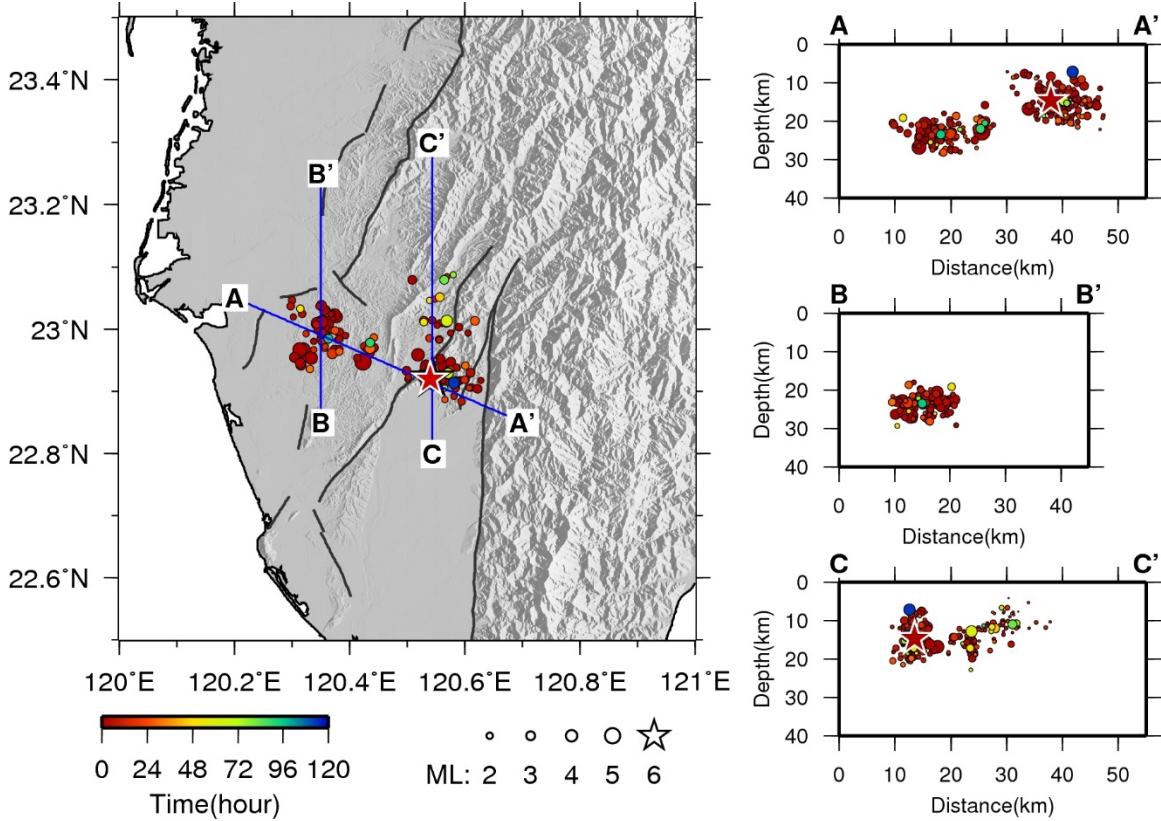 23.4˚N
23.2˚N
23˚N
22.8˚N
22.6˚N
120˚E 120.2˚E 120.4˚E 120.6˚E 120.8˚E 121˚E
B’
C’
A
B
A’
C
0 24 48 72 96 120
Time(hour)
ML: 2 3 4 5 6
A A’
0
10
20
30
40
Depth(km)
0 10 20 30 40 50
Distance(km)
B B’
0
10
20
30
40
Depth(km)
0 10 20 30 40
Distance(km)
C C’
0
10
20
30
40
Depth(km)
0 10 20 30 40 50
Distance(km)